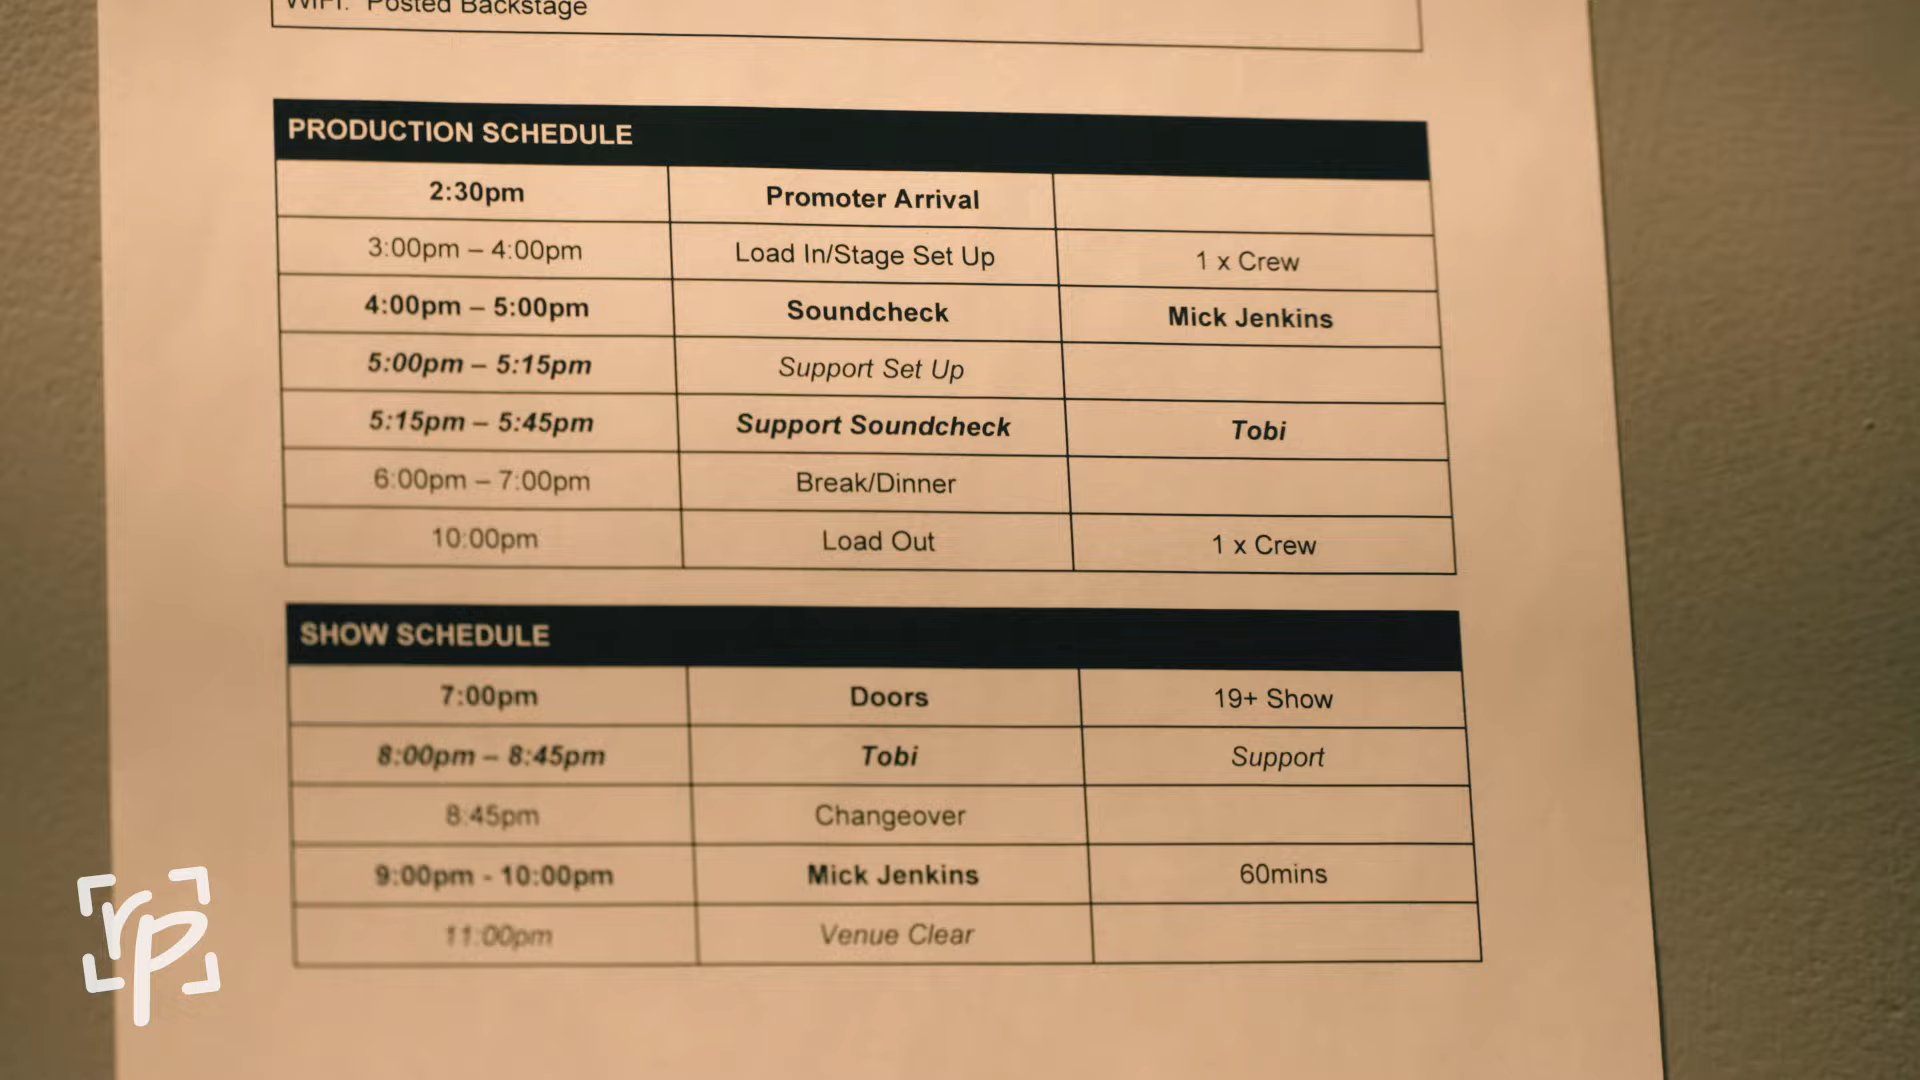 WIFI: Posted Backstage
PRODUCTION SCHEDULE
2:30pm Promoter Arrival
3:00pm – 4:00pm Load In/Stage Set Up 1 x Crew
4:00pm – 5:00pm Soundcheck Mick Jenkins
5:00pm – 5:15pm Support Set Up
5:15pm – 5:45pm Support Soundcheck Tobi
6:00pm – 7:00pm Break/Dinner
10:00pm Load Out 1 x Crew
SHOW SCHEDULE
7:00pm Doors 19+ Show
8:00pm – 8:45pm Tobi Support
8:45pm Changeover
9:00pm - 10:00pm Mick Jenkins 60mins
11:00pm Venue Clear
rp